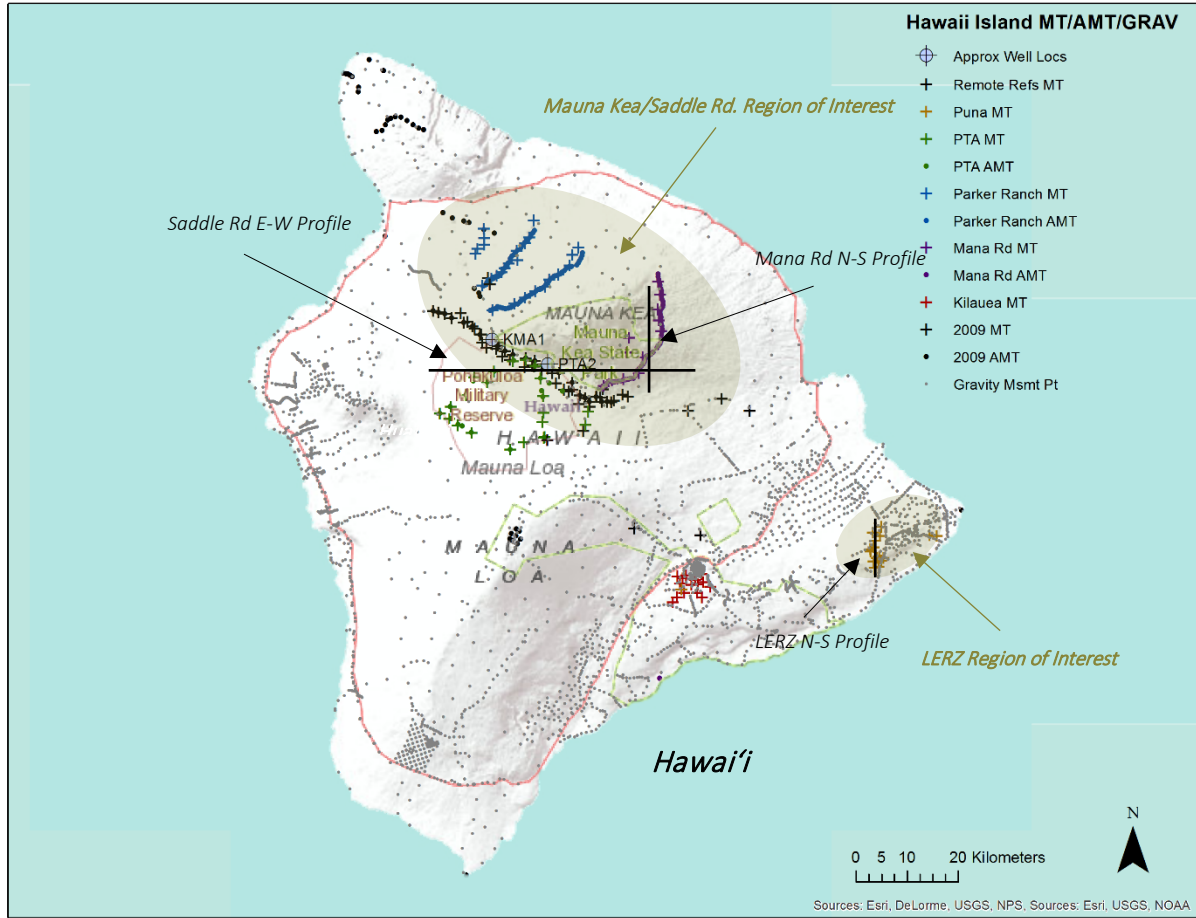 Hawaii Island MT/AMT/GRAV
Approx Well Locs
Remote Refs MT
Puna MT
PTA MT
PTA AMT
Parker Ranch MT
Parker Ranch AMT
Mana Rd MT
Mana Rd AMT
Kilauea MT
2009 MT
2009 AMT
Gravity Msmt Pt
Mauna Kea/Saddle Rd. Region of Interest
Saddle Rd E-W Profile
Mana Rd N-S Profile
MAUNA KEA
Mauna
Kea State
Park
KMA1
PTA2
Pohakuloa
Military
Reserve
Hawaii
H A W A I I
Mauna Loa
M A U N A
L O A
LERZ N-S Profile
LERZ Region of Interest
Hawaiʻi
N
0 5 10 20 Kilometers
Sources: Esri, DeLorme, USGS, NPS, Sources: Esri, USGS, NOAA